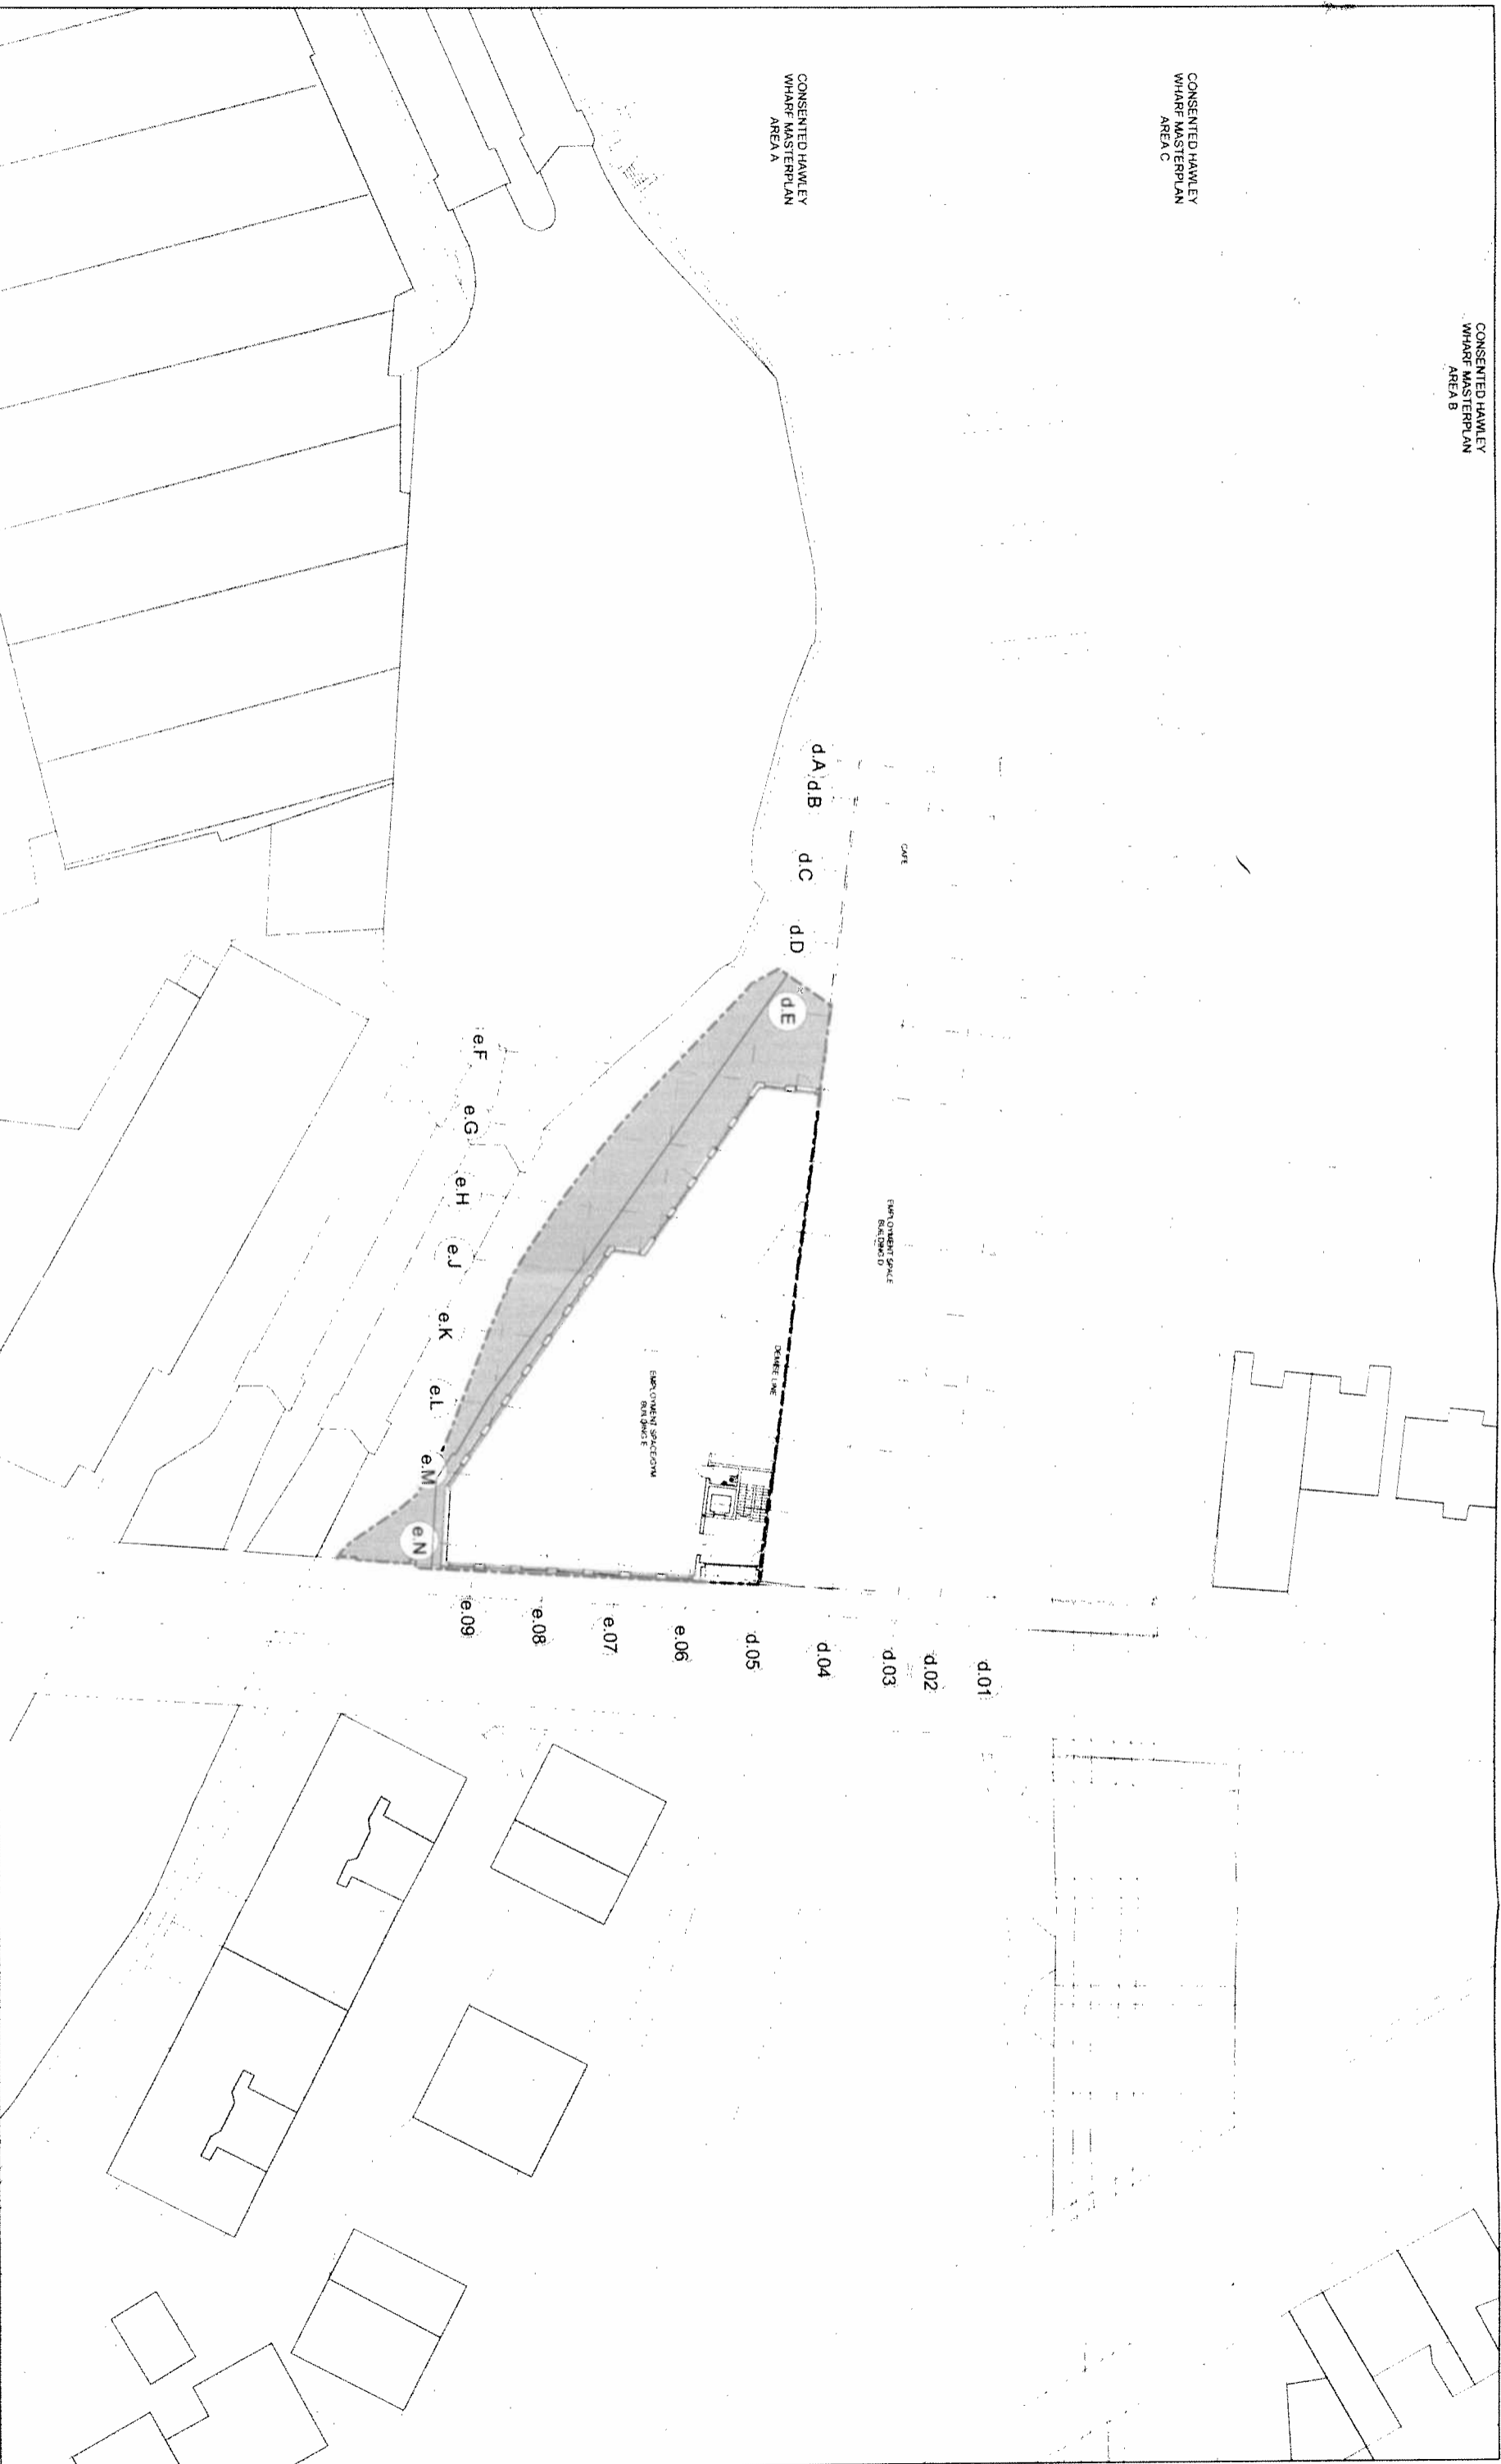 CONSENTED HAWLEY
WHARF MASTERPLAN
AREA B
CONSENTED HAWLEY
WHARF MASTERPLAN
AREA C
CONSENTED HAWLEY
WHARF MASTERPLAN
AREA A
d.A
d.B
d.C
d.D
d.E
CAFE
EMPLOYMENT SPACE
BUILDING D
DEMISE LINE
EMPLOYMENT SPACE/GYM
BUILDING E
e.F
e.G
e.H
e.J
e.K
e.L
e.M
e.N
d.01
d.02
d.03
d.04
d.05
e.06
e.07
e.08
e.09